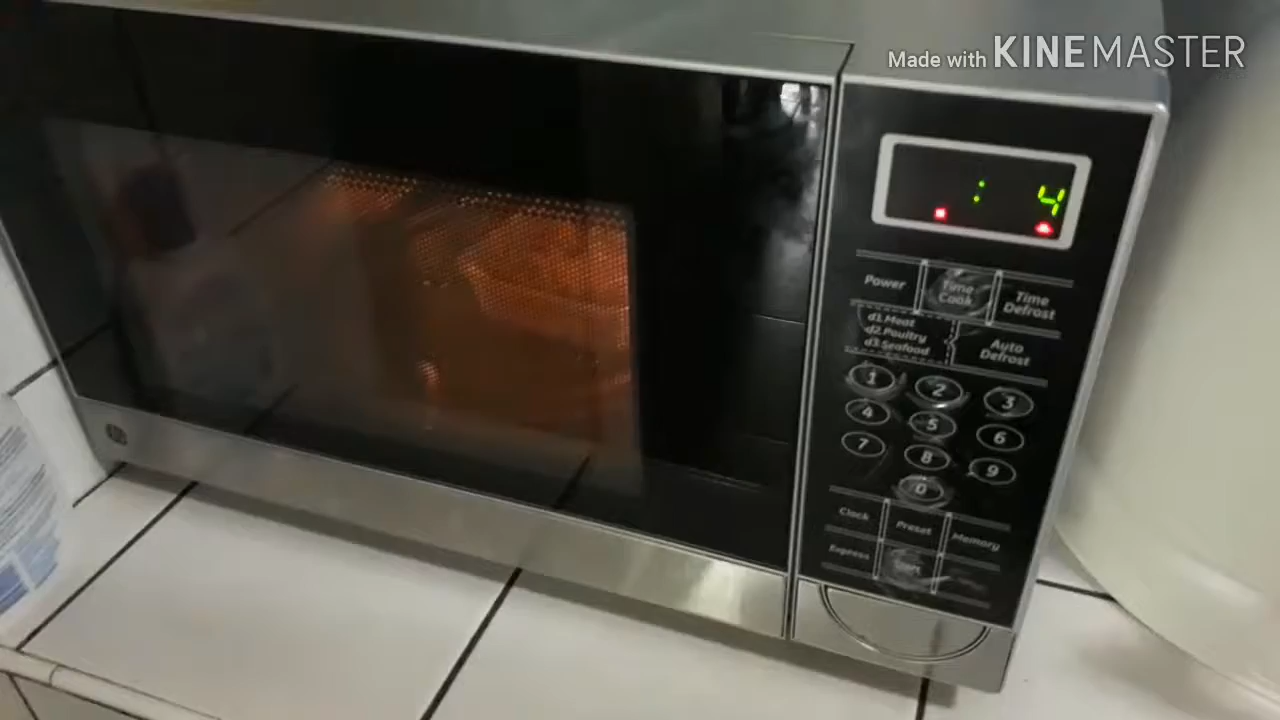 Made with KINEMASTER
: 4
Power
Time Cook
Time Defrost
d1.Meat
d2.Poultry
d3.Seafood
Auto Defrost
1 2 3
4 5 6
7 8 9
0
Clock
Preset
Memory
Express